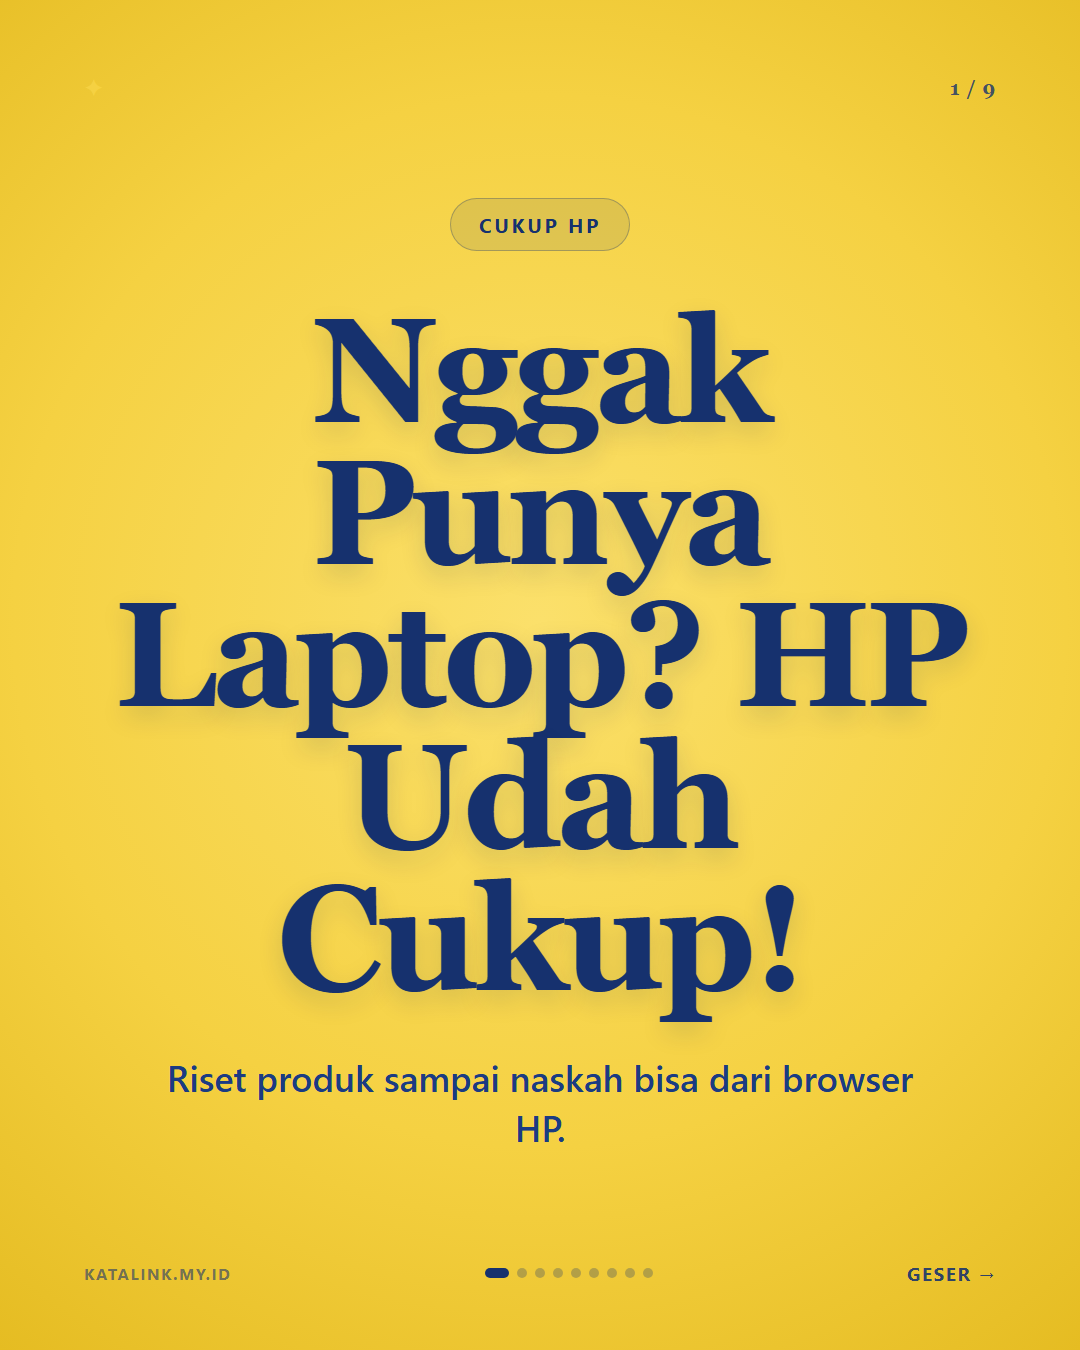 1 / 9
CUKUP HP
Nggak
Punya
Laptop? HP
Udah
Cukup!
Riset produk sampai naskah bisa dari browser
HP.
KATALINK.MY.ID
GESER →